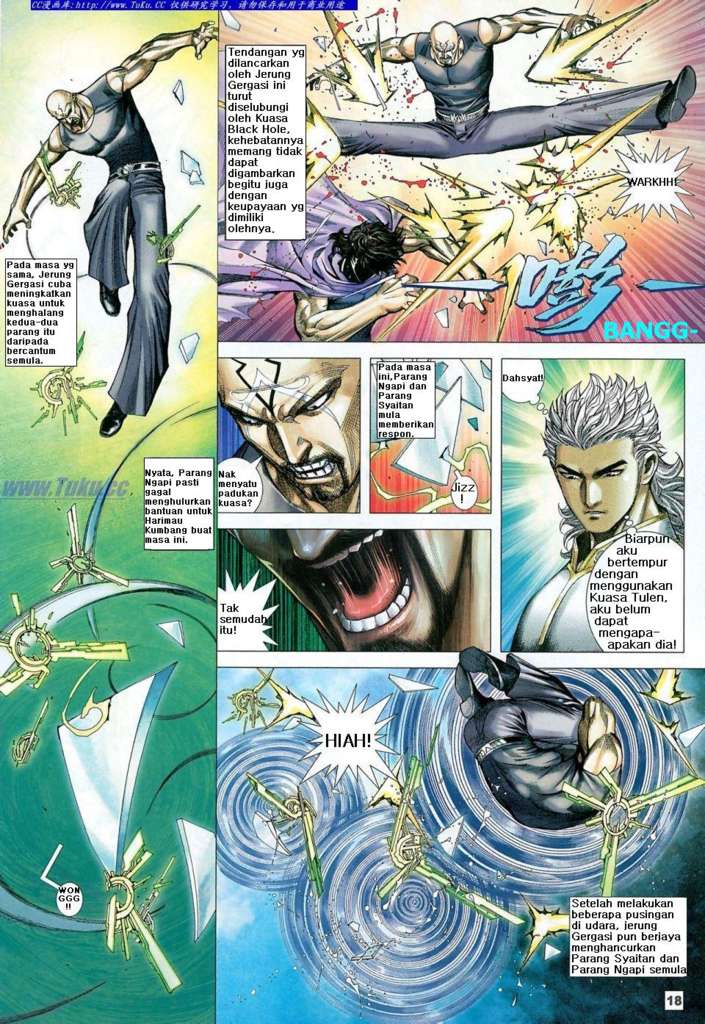 CC漫画库:http://www.TuKu.CC 仅供研究学习，请勿保存和用于商业用途
Tendangan yg
dilancarkan
oleh Jerung
Gergasi ini
turut
diselubungi
oleh Kuasa
Black Hole,
kehebatannya
memang tidak
dapat
digambarkan
begitu juga
dengan
keupayaan yg
dimiliki
olehnya.
WARKHH!
嘭
BANGG-
Pada masa yg
sama, Jerung
Gergasi cuba
meningkatkan
kuasa untuk
menghalang
kedua-dua
parang itu
daripada
bercantum
semula.
Nak
menyatu
padukan
kuasa?
Pada masa
ini,Parang
Ngapi dan
Parang
Syaitan
mula
memberikan
respon.
Jizz
!
Dahsyat!
Biarpun
aku
bertempur
dengan
menggunakan
Kuasa Tulen,
aku belum
dapat
mengapa-
apakan dia!
www.Tuku.cc
Nyata, Parang
Ngapi pasti
gagal
menghulurkan
bantuan untuk
Harimau
Kumbang buat
masa ini.
Tak
semudah
itu!
HIAH!
WON
GGG
!!
Setelah melakukan
beberapa pusingan
di udara, jerung
Gergasi pun berjaya
menghancurkan
Parang Syaitan dan
Parang Ngapi semula
18